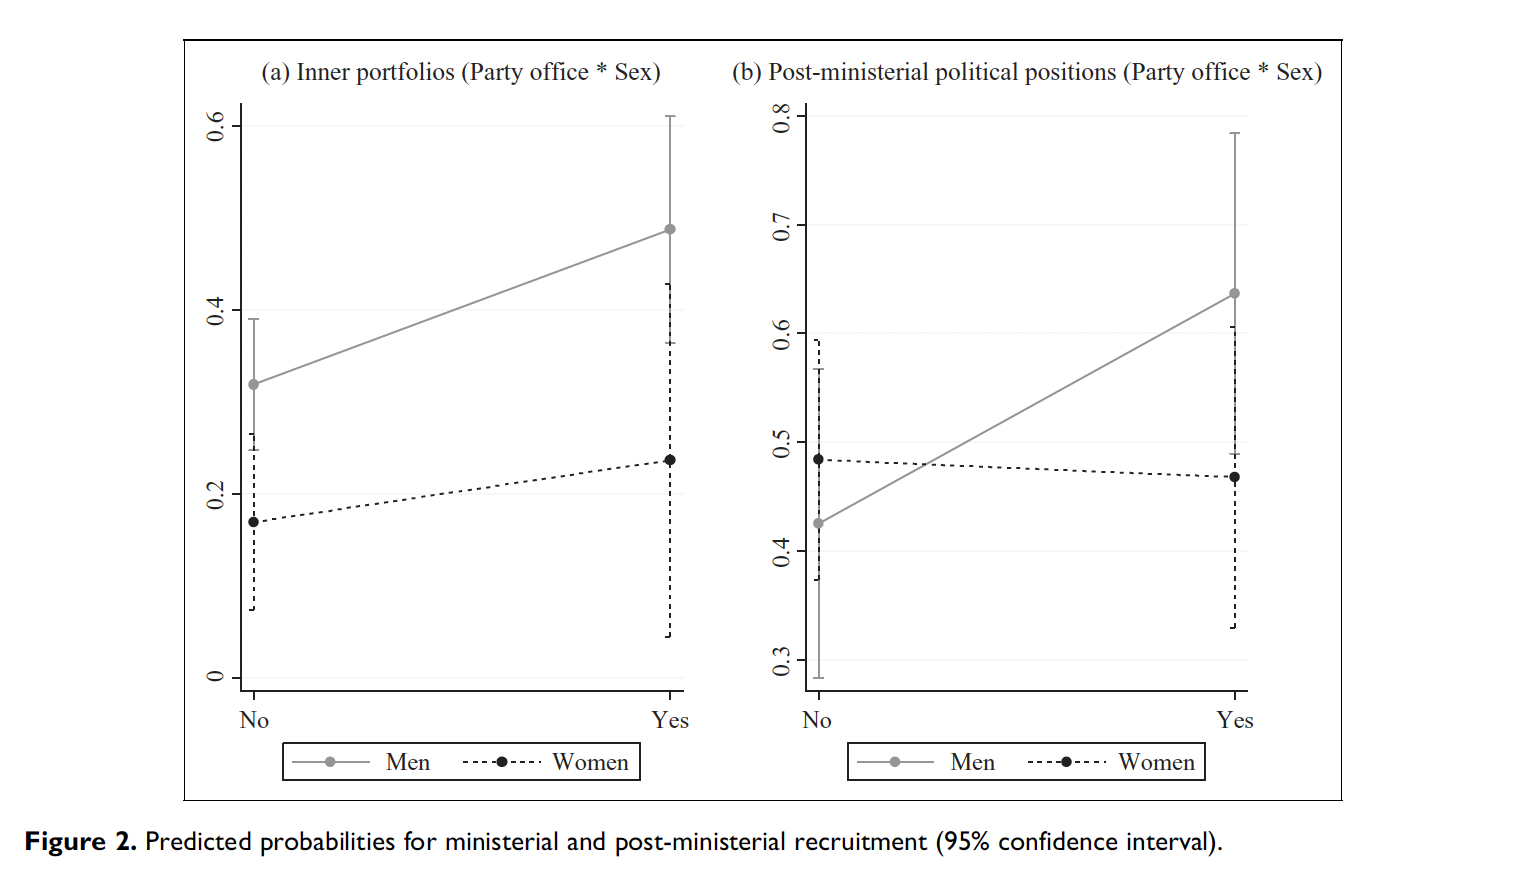 (a) Inner portfolios (Party office * Sex)
0.6
0.4
0.2
0
No
Yes
Men
Women
(b) Post-ministerial political positions (Party office * Sex)
0.8
0.7
0.6
0.5
0.4
0.3
No
Yes
Men
Women
Figure 2. Predicted probabilities for ministerial and post-ministerial recruitment (95% confidence interval).